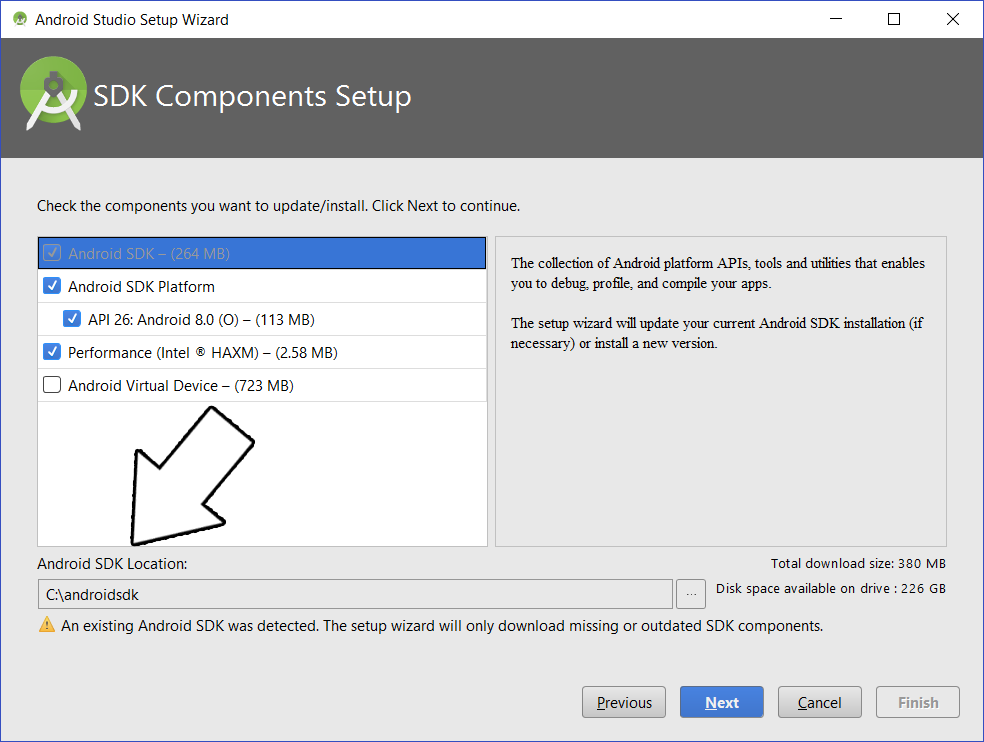 Android Studio Setup Wizard
SDK Components Setup
Check the components you want to update/install. Click Next to continue.
Android SDK – (264 MB)
Android SDK Platform
API 26: Android 8.0 (O) – (113 MB)
Performance (Intel ® HAXM) – (2.58 MB)
Android Virtual Device – (723 MB)
The collection of Android platform APIs, tools and utilities that enables
you to debug, profile, and compile your apps.
The setup wizard will update your current Android SDK installation (if
necessary) or install a new version.
Android SDK Location:
Total download size: 380 MB
C:\androidsdk
...
Disk space available on drive : 226 GB
An existing Android SDK was detected. The setup wizard will only download missing or outdated SDK components.
Previous
Next
Cancel
Finish